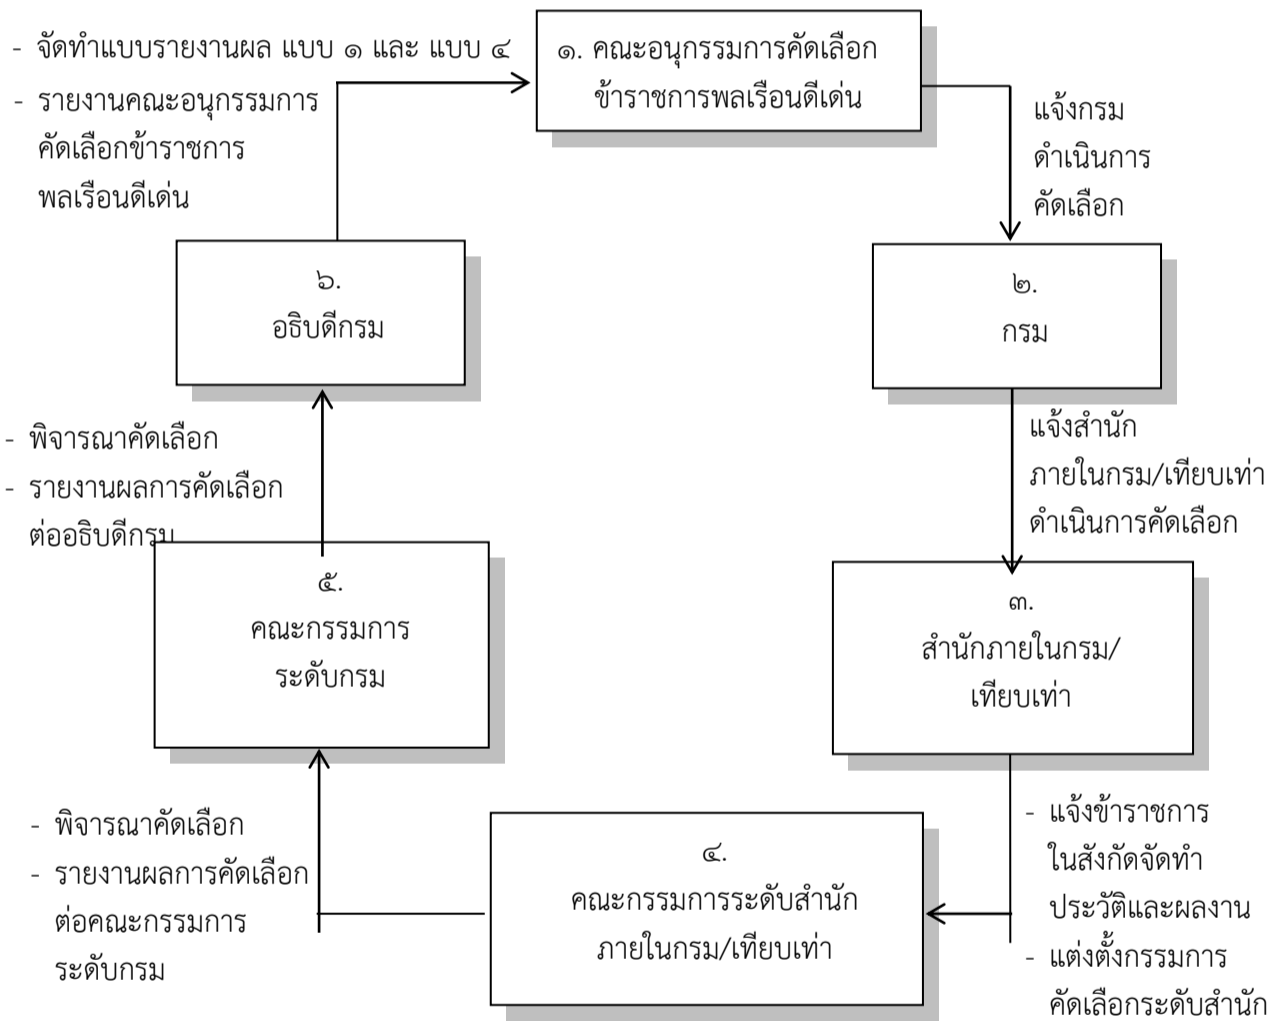 - จัดทำแบบรายงานผล แบบ ๑ และ แบบ ๔
- รายงานคณะอนุกรรมการ
คัดเลือกข้าราชการ
พลเรือนดีเด่น
๑. คณะอนุกรรมการคัดเลือก
ข้าราชการพลเรือนดีเด่น
แจ้งกรม
ดำเนินการ
คัดเลือก
๒.
กรม
แจ้งสำนัก
ภายในกรม/เทียบเท่า
ดำเนินการคัดเลือก
๓.
สำนักภายในกรม/
เทียบเท่า
- แจ้งข้าราชการ
ในสังกัดจัดทำ
ประวัติและผลงาน
- แต่งตั้งกรรมการ
คัดเลือกระดับสำนัก
๔.
คณะกรรมการระดับสำนัก
ภายในกรม/เทียบเท่า
- พิจารณาคัดเลือก
- รายงานผลการคัดเลือก
ต่อคณะกรรมการ
ระดับกรม
๕.
คณะกรรมการ
ระดับกรม
- พิจารณาคัดเลือก
- รายงานผลการคัดเลือก
ต่ออธิบดีกรม
๖.
อธิบดีกรม